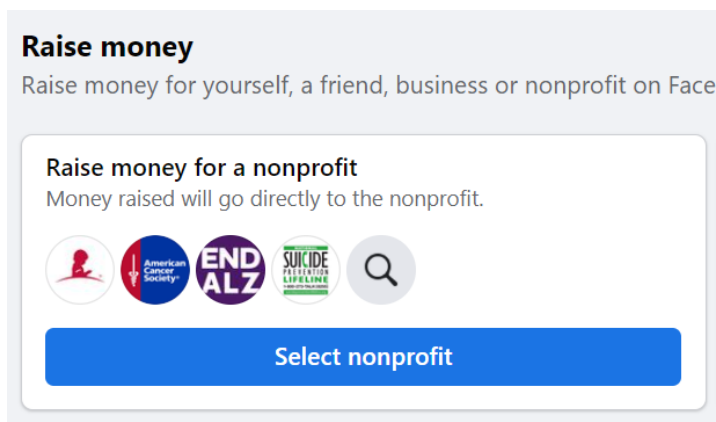 Raise money
Raise money for yourself, a friend, business or nonprofit on Face
Raise money for a nonprofit
Money raised will go directly to the nonprofit.
American
Cancer
Society
END
ALZ
SUICIDE
PREVENTION
LIFELINE
Select nonprofit